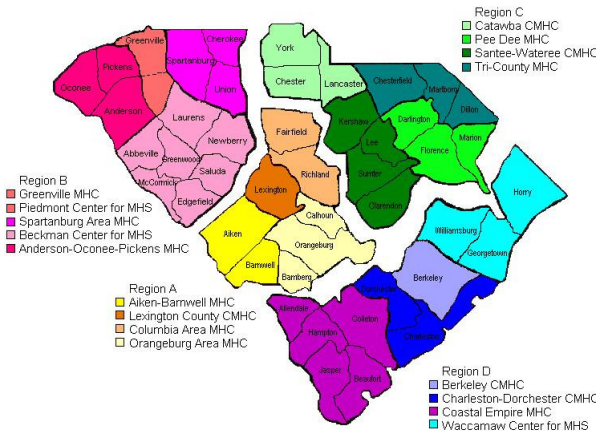 Region C
Catawba CMHC
Pee Dee MHC
Santee-Wateree CMHC
Tri-County MHC
Greenville
Cherokee
Spartanburg
Pickens
Oconee
Union
Anderson
Laurens
Newberry
Abbeville
Greenwood
Saluda
McCormick
Edgefield
York
Chester
Lancaster
Chesterfield
Marlboro
Dillon
Darlington
Marion
Florence
Kershaw
Lee
Sumter
Clarendon
Fairfield
Richland
Lexington
Calhoun
Aiken
Orangeburg
Barnwell
Bamberg
Horry
Williamsburg
Georgetown
Berkeley
Dorchester
Charleston
Allendale
Colleton
Hampton
Jasper
Beaufort
Region B
Greenville MHC
Piedmont Center for MHS
Spartanburg Area MHC
Beckman Center for MHS
Anderson-Oconee-Pickens MHC
Region A
Aiken-Barnwell MHC
Lexington County CMHC
Columbia Area MHC
Orangeburg Area MHC
Region D
Berkeley CMHC
Charleston-Dorchester CMHC
Coastal Empire MHC
Waccamaw Center for MHS